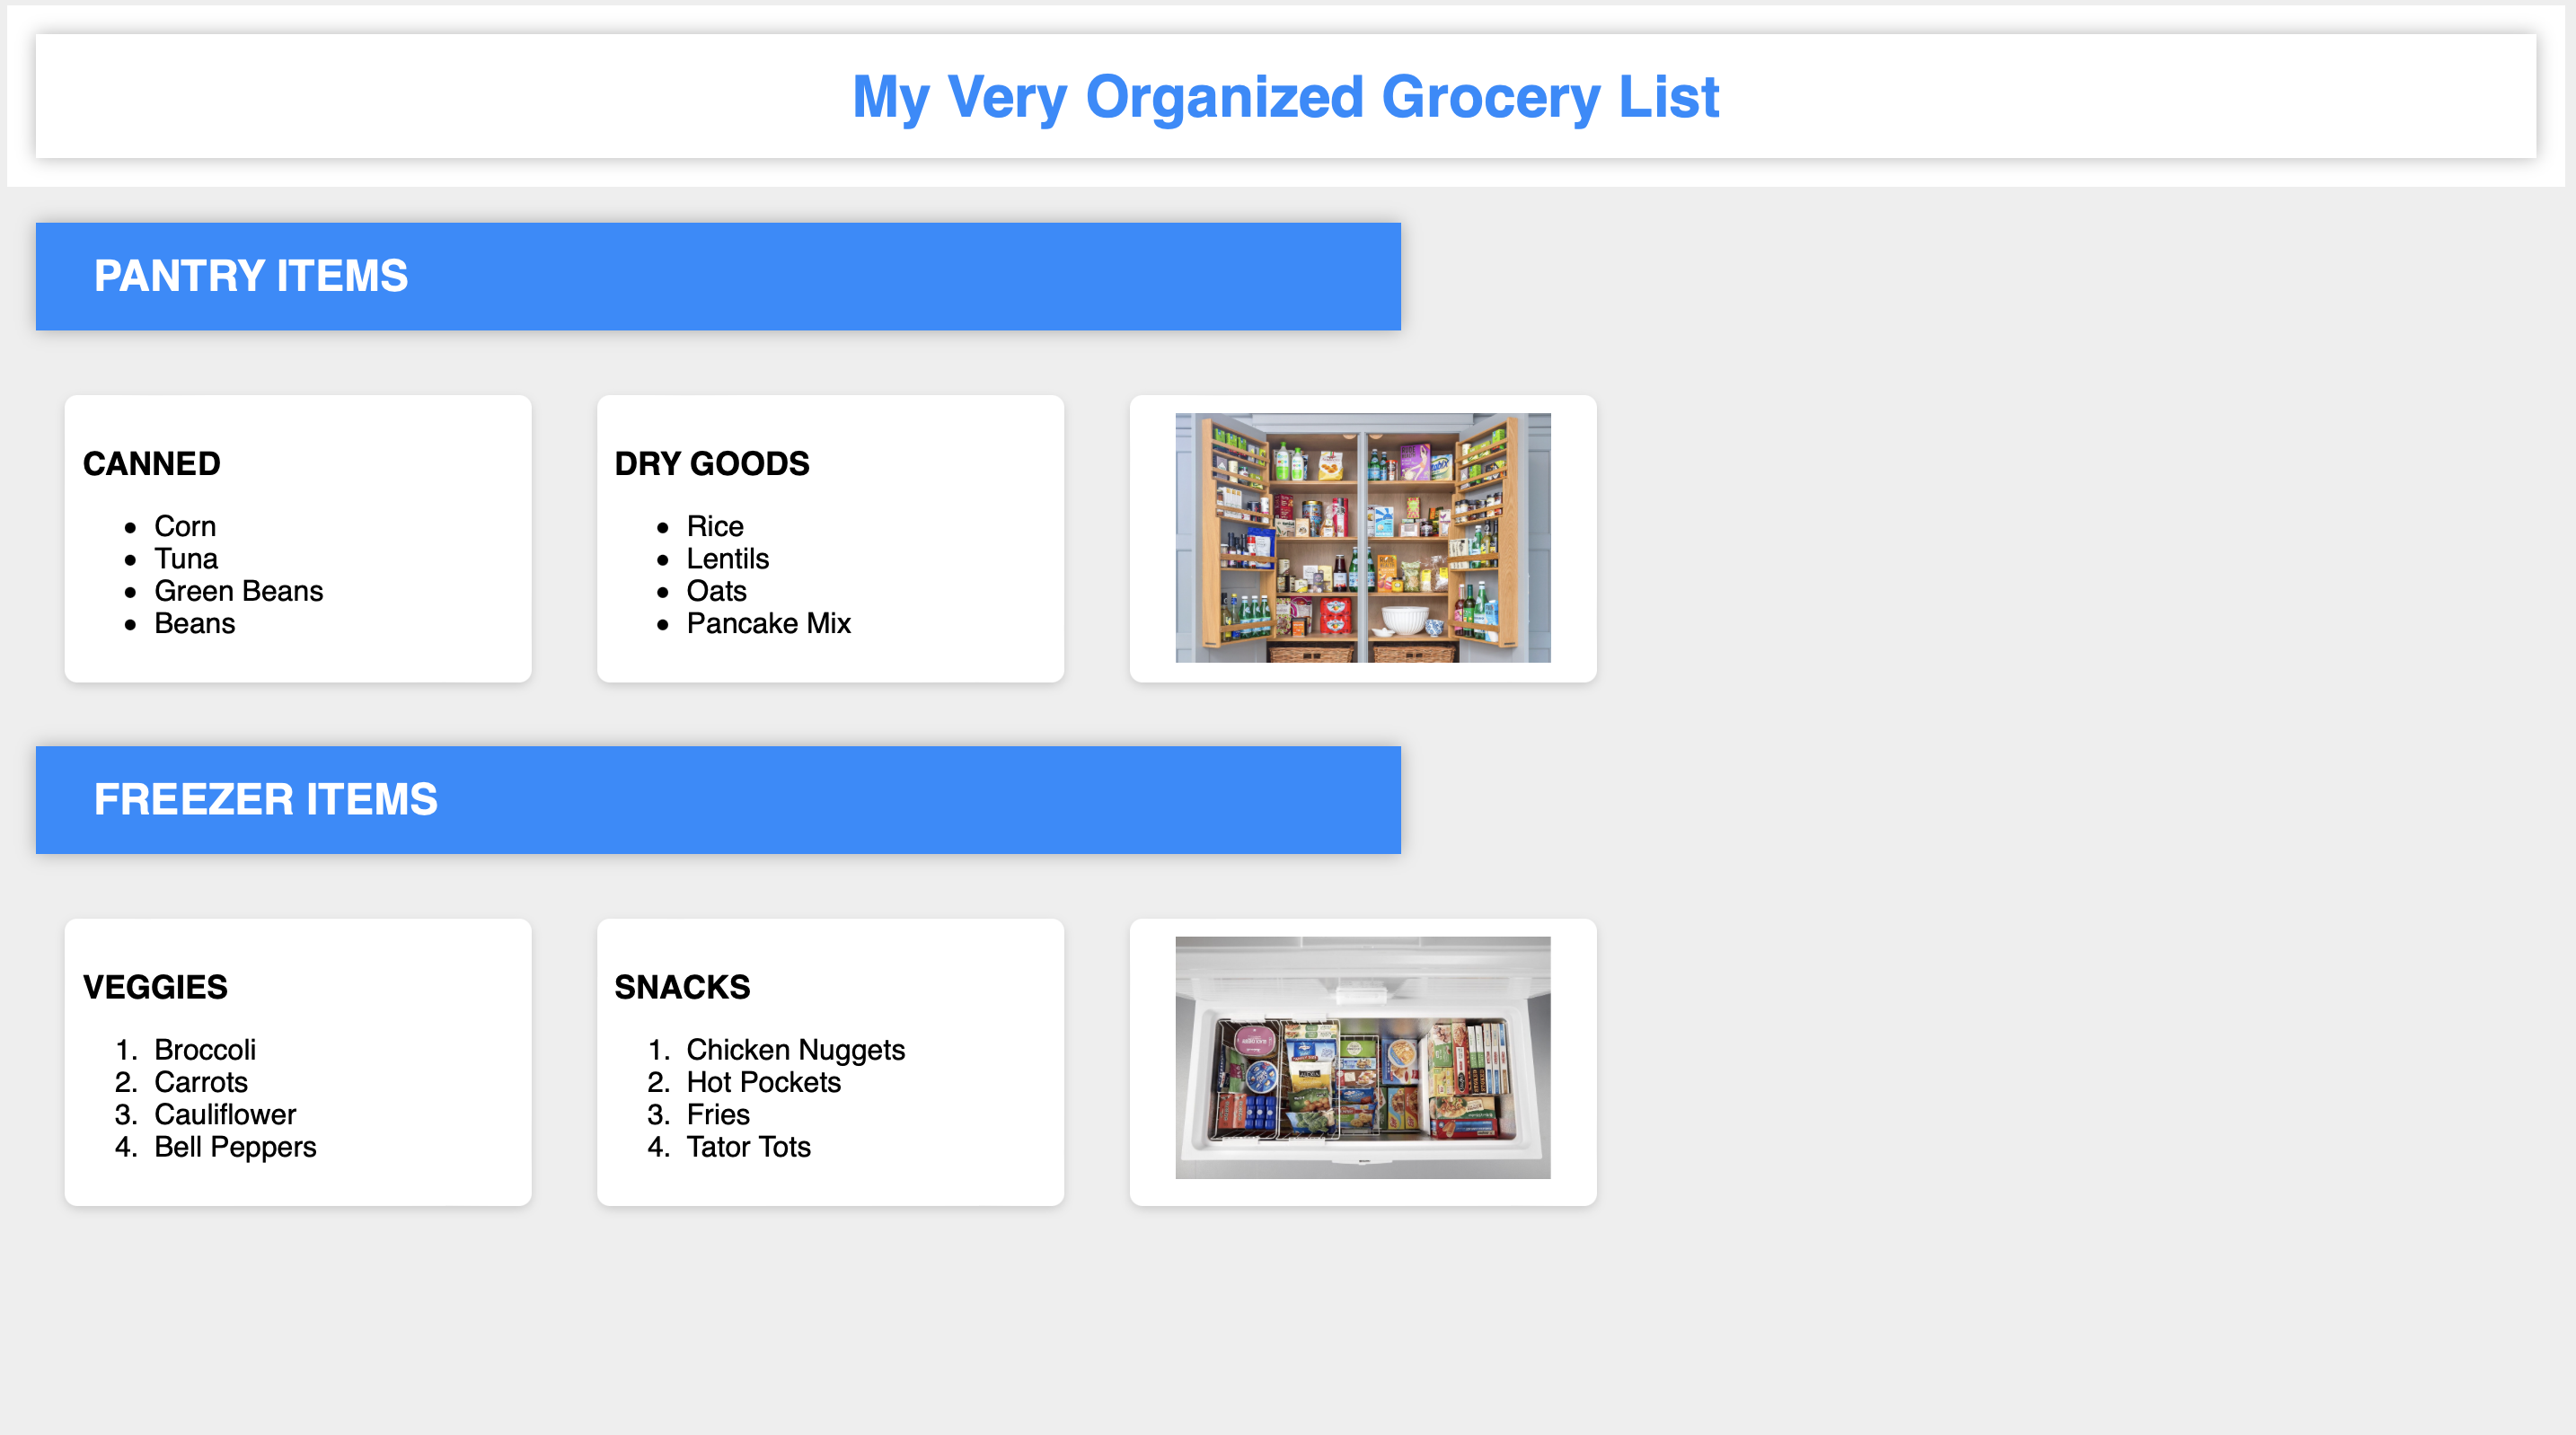 My Very Organized Grocery List
PANTRY ITEMS
CANNED
• Corn
• Tuna
• Green Beans
• Beans
DRY GOODS
• Rice
• Lentils
• Oats
• Pancake Mix
FREEZER ITEMS
VEGGIES
1. Broccoli
2. Carrots
3. Cauliflower
4. Bell Peppers
SNACKS
1. Chicken Nuggets
2. Hot Pockets
3. Fries
4. Tator Tots